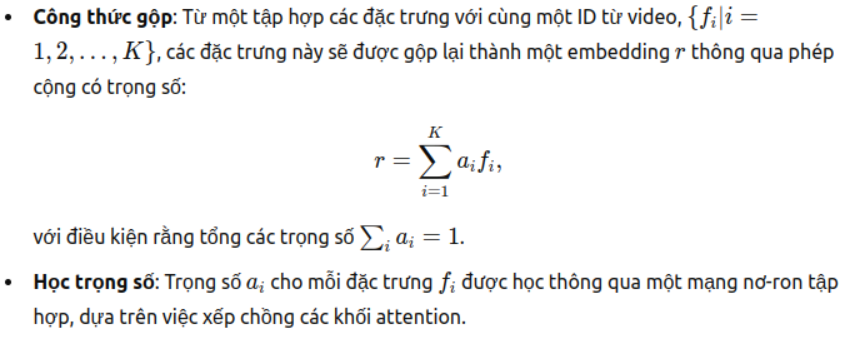 • Công thức gộp: Từ một tập hợp các đặc trưng với cùng một ID từ video, {f_i|i =
1, 2, . . . , K}, các đặc trưng này sẽ được gộp lại thành một embedding r thông qua phép
cộng có trọng số:
r = ∑_{i=1}^{K} a_i f_i,
với điều kiện rằng tổng các trọng số ∑_i a_i = 1.
• Học trọng số: Trọng số a_i cho mỗi đặc trưng f_i được học thông qua một mạng nơ-ron tập
hợp, dựa trên việc xếp chồng các khối attention.